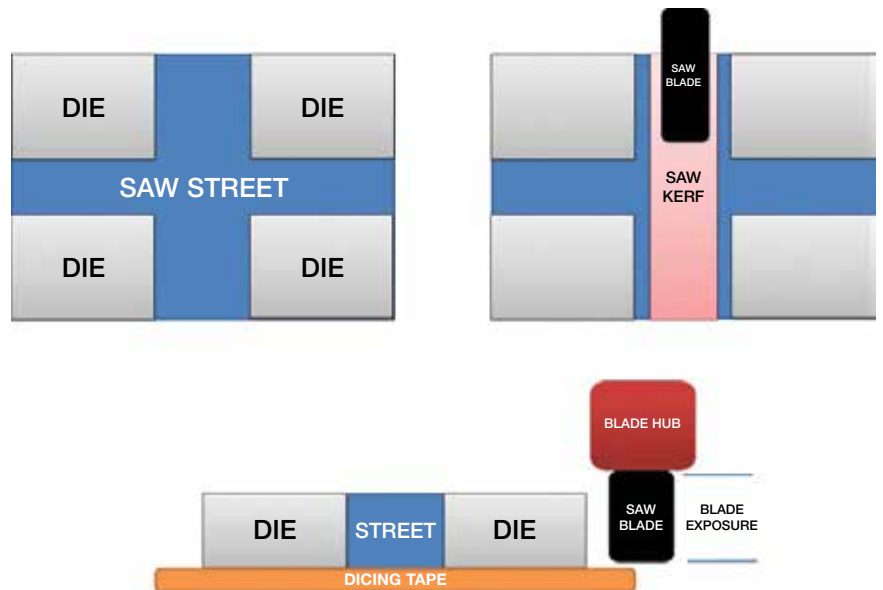 DIE
DIE
SAW STREET
DIE
DIE
SAW
BLADE
SAW
KERF
BLADE HUB
SAW
BLADE
BLADE
EXPOSURE
DIE
STREET
DIE
DICING TAPE